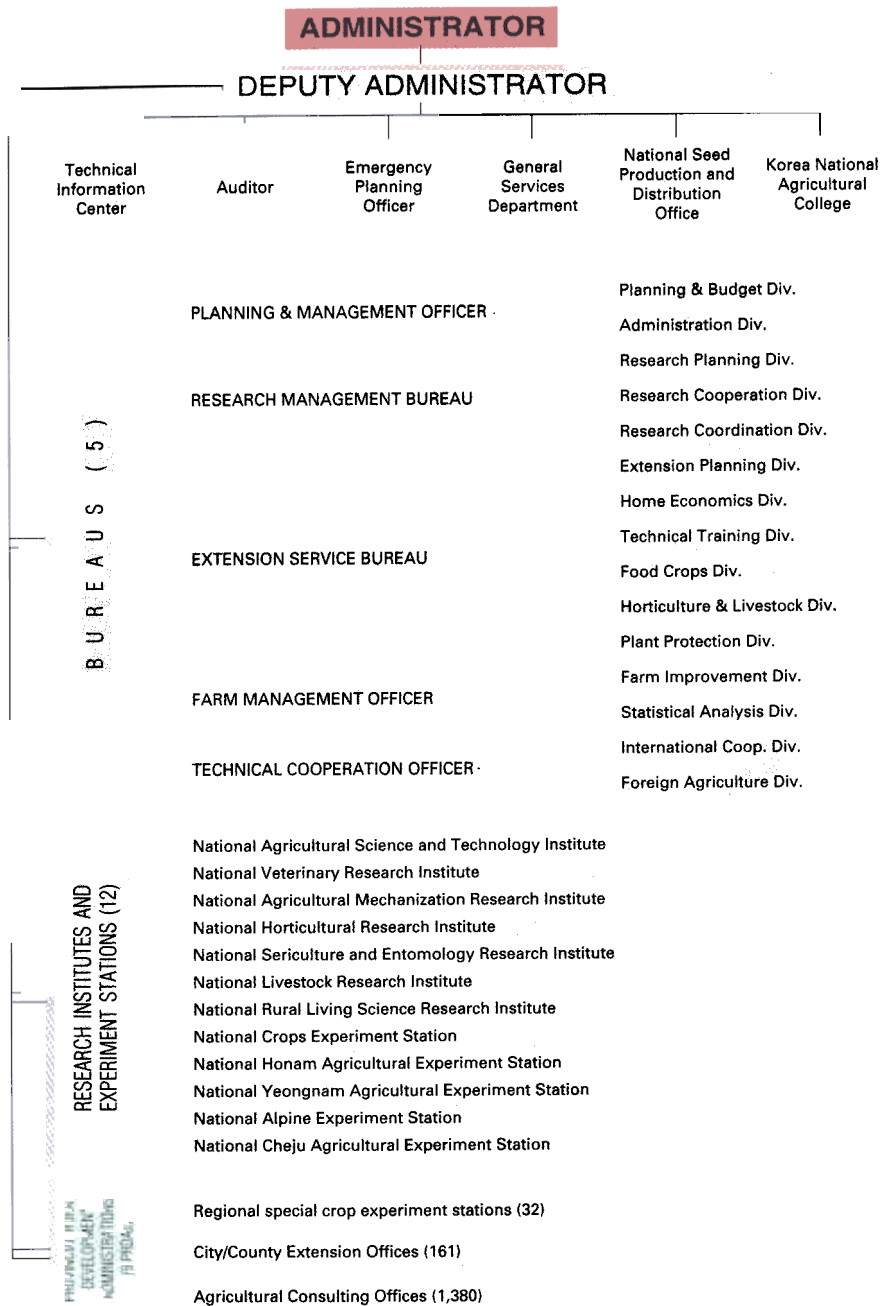 ADMINISTRATOR
DEPUTY ADMINISTRATOR
Technical
Information
Center
Auditor
Emergency
Planning
Officer
General
Services
Department
National Seed
Production and
Distribution
Office
Korea National
Agricultural
College
BUREAUS (5)
PLANNING & MANAGEMENT OFFICER
Planning & Budget Div.
Administration Div.
RESEARCH MANAGEMENT BUREAU
Research Planning Div.
Research Cooperation Div.
Research Coordination Div.
EXTENSION SERVICE BUREAU
Extension Planning Div.
Home Economics Div.
Technical Training Div.
Food Crops Div.
Horticulture & Livestock Div.
Plant Protection Div.
FARM MANAGEMENT OFFICER
Farm Improvement Div.
Statistical Analysis Div.
TECHNICAL COOPERATION OFFICER
International Coop. Div.
Foreign Agriculture Div.
RESEARCH INSTITUTES AND
EXPERIMENT STATIONS (12)
National Agricultural Science and Technology Institute
National Veterinary Research Institute
National Agricultural Mechanization Research Institute
National Horticultural Research Institute
National Sericulture and Entomology Research Institute
National Livestock Research Institute
National Rural Living Science Research Institute
National Crops Experiment Station
National Honam Agricultural Experiment Station
National Yeongnam Agricultural Experiment Station
National Alpine Experiment Station
National Cheju Agricultural Experiment Station
DEVELOPMENT
ADMINISTRATIONS
Regional special crop experiment stations (32)
City/County Extension Offices (161)
Agricultural Consulting Offices (1,380)